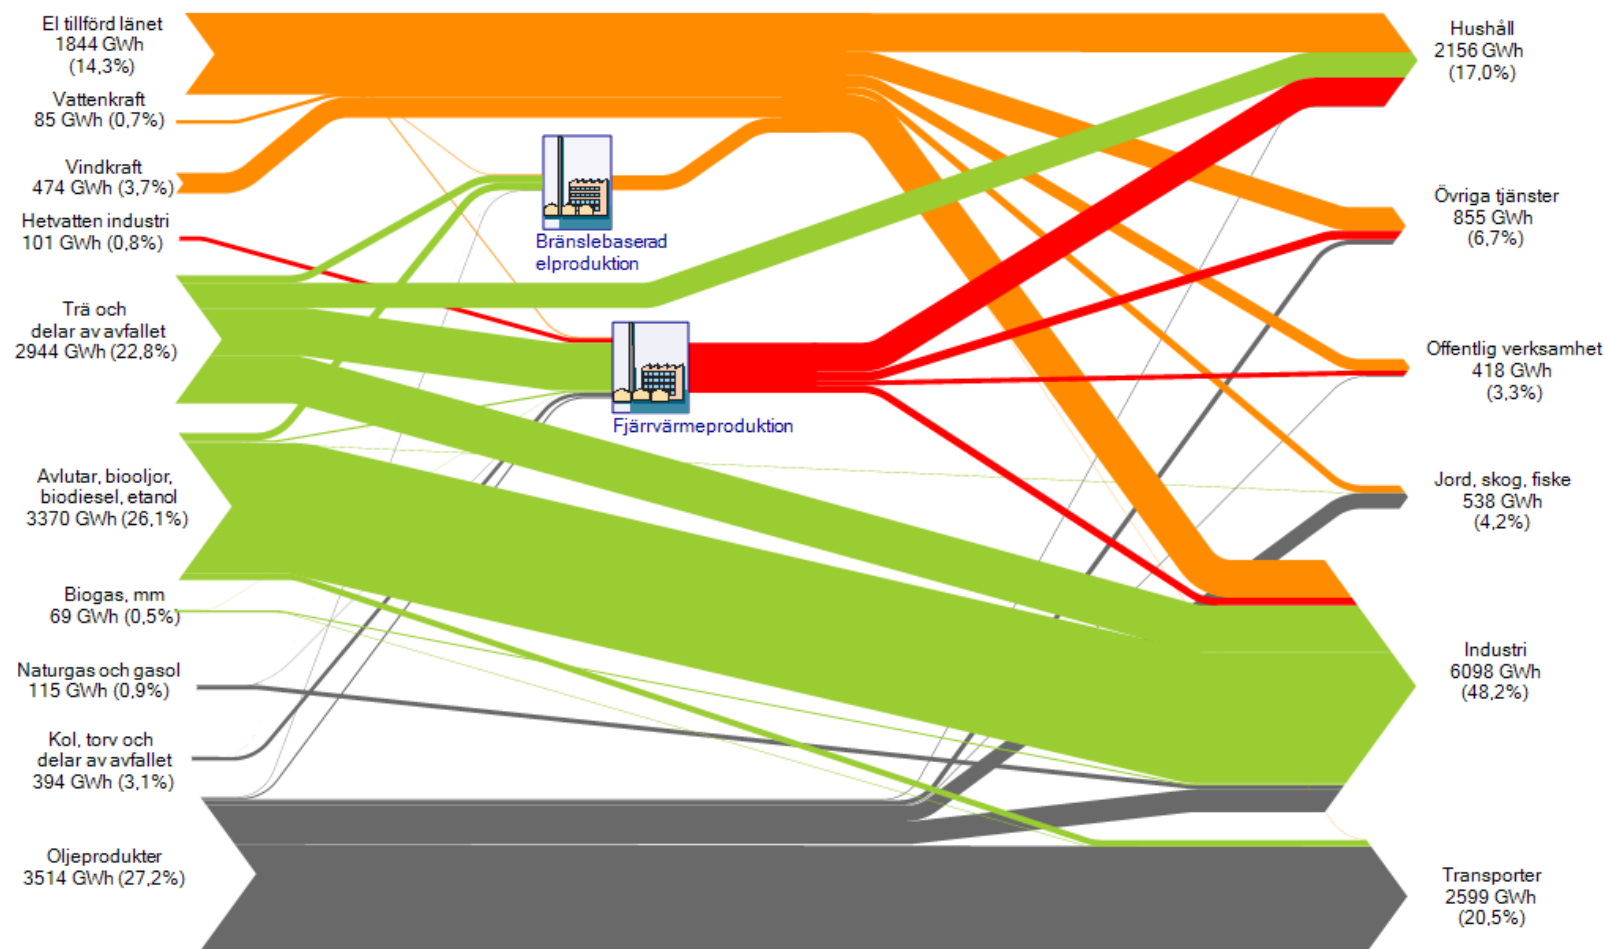 El tillförd länet
1844 GWh
(14,3%)
Vattenkraft
85 GWh (0,7%)
Vindkraft
474 GWh (3,7%)
Hetvatten industri
101 GWh (0,8%)
Trä och
delar av avfallet
2944 GWh (22,8%)
Avlutar, biooljor,
biodiesel, etanol
3370 GWh (26,1%)
Biogas, mm
69 GWh (0,5%)
Naturgas och gasol
115 GWh (0,9%)
Kol, torv och
delar av avfallet
394 GWh (3,1%)
Oljeprodukter
3514 GWh (27,2%)
Bränslebaserad
elproduktion
Fjärrvärmeproduktion
Hushåll
2156 GWh
(17,0%)
Övriga tjänster
855 GWh
(6,7%)
Offentlig verksamhet
418 GWh
(3,3%)
Jord, skog, fiske
538 GWh
(4,2%)
Industri
6098 GWh
(48,2%)
Transporter
2599 GWh
(20,5%)